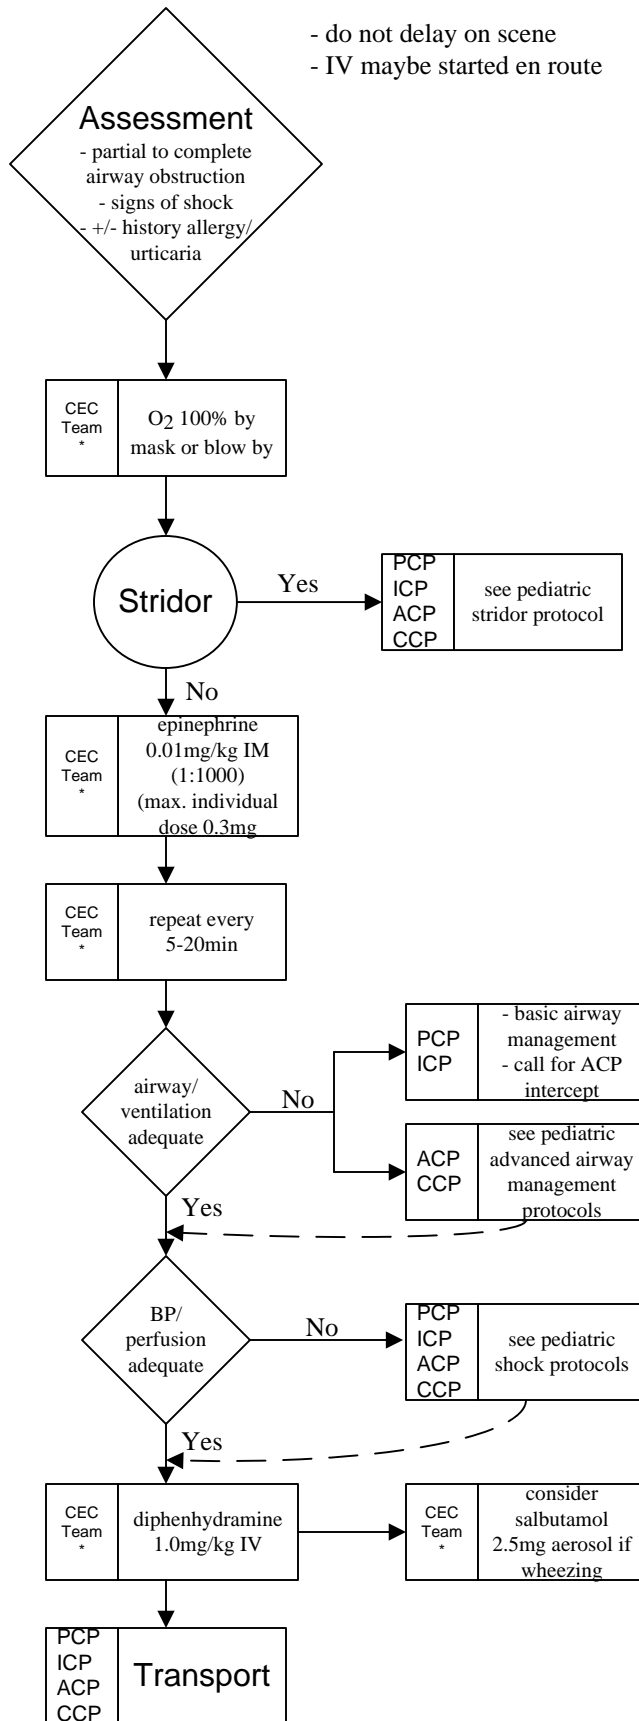 - do not delay on scene
- IV maybe started en route
Assessment
- partial to complete
airway obstruction
- signs of shock
- +/- history allergy/
urticaria
CEC
Team
*
O2 100% by
mask or blow by
Stridor
Yes
PCP
ICP
ACP
CCP
see pediatric
stridor protocol
No
CEC
Team
*
epinephrine
0.01mg/kg IM
(1:1000)
(max. individual
dose 0.3mg
CEC
Team
*
repeat every
5-20min
airway/
ventilation
adequate
No
PCP
ICP
- basic airway
management
- call for ACP
intercept
ACP
CCP
see pediatric
advanced airway
management
protocols
Yes
BP/
perfusion
adequate
No
PCP
ICP
ACP
CCP
see pediatric
shock protocols
Yes
CEC
Team
*
diphenhydramine
1.0mg/kg IV
CEC
Team
*
consider
salbutamol
2.5mg aerosol if
wheezing
PCP
ICP
ACP
CCP
Transport